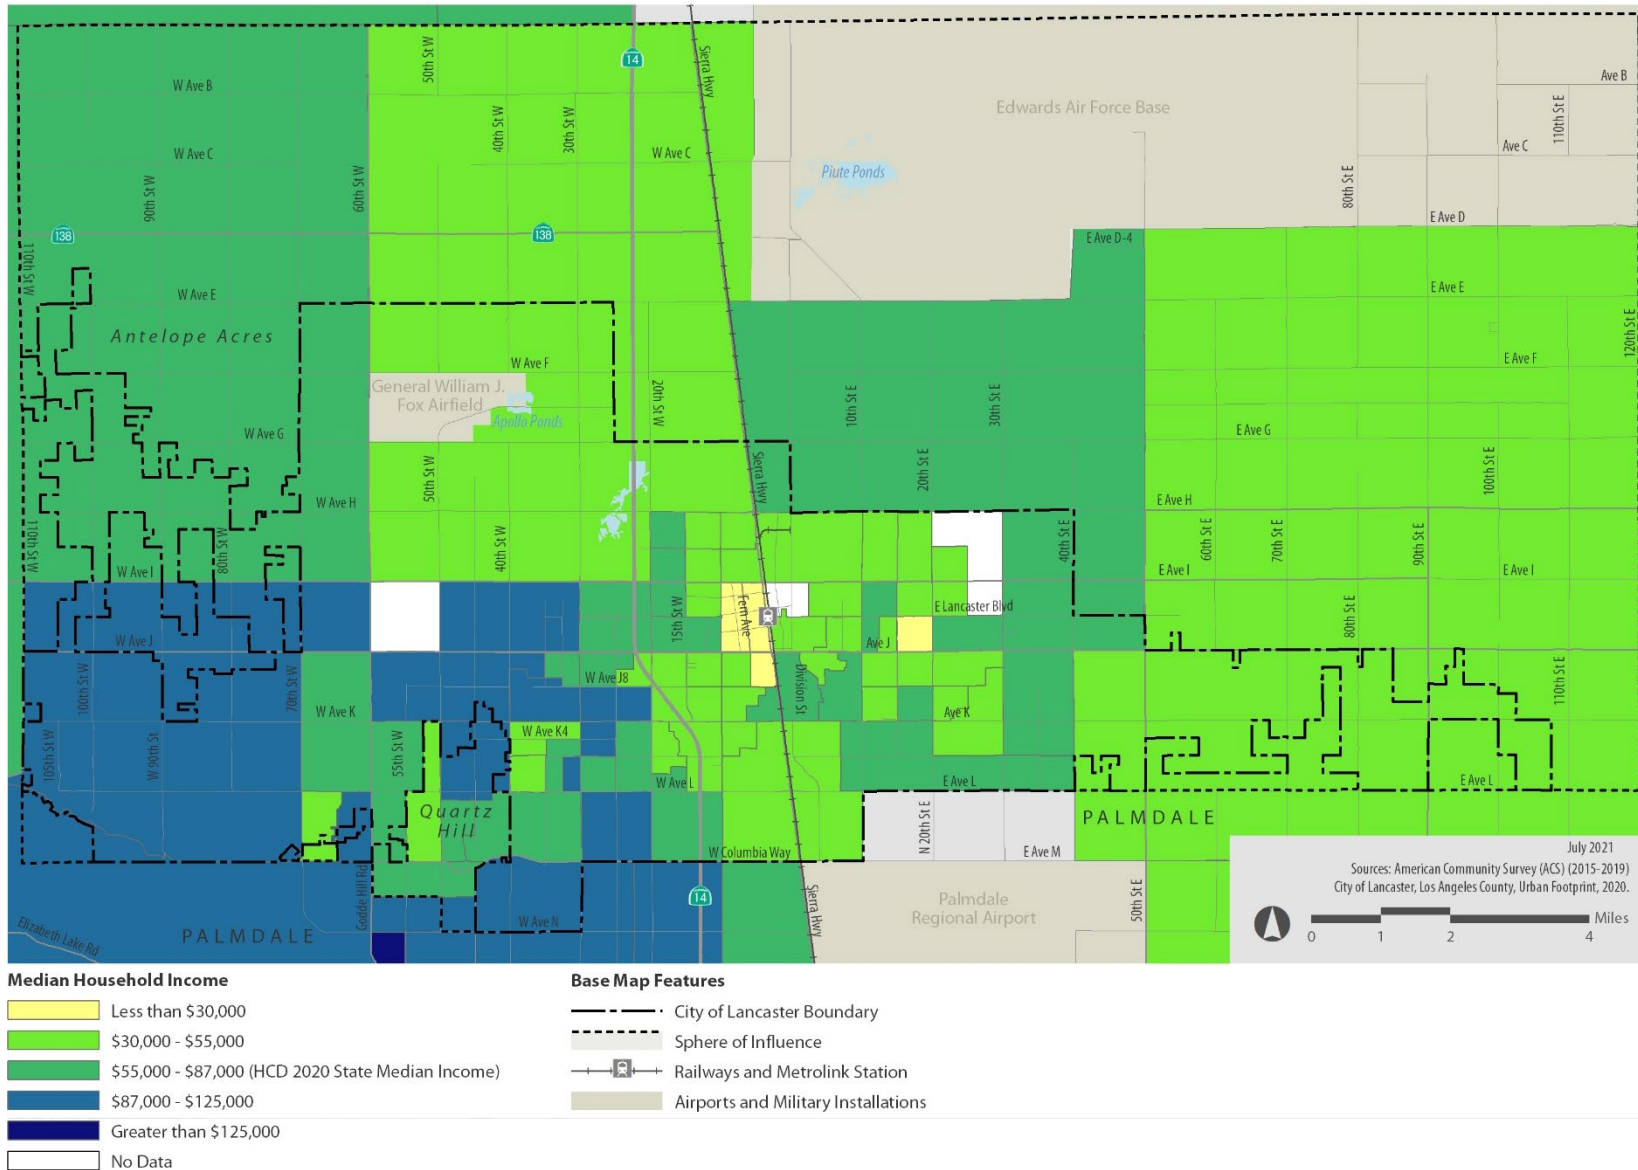 50th St W
14
Sierra Hwy
W Ave B
Ave B
40th St W
30th St W
Edwards Air Force Base
110th St E
W Ave C
W Ave C
Ave C
90th St W
60th St W
Piute Ponds
80th St E
E Ave D
138
138
E Ave D-4
110th St W
W Ave E
E Ave E
Antelope Acres
120th St E
W Ave F
E Ave F
General William J.
Fox Airfield
20th St W
10th St E
30th St E
Apollo Ponds
W Ave G
E Ave G
50th St W
Sierra Hwy
20th St E
100th St E
W Ave H
E Ave H
110th St W
80th St W
40th St W
40th St E
60th St E
70th St E
90th St E
W Ave I
E Ave I
E Ave I
15th St W
Fern Ave
E Lancaster Blvd
80th St E
W Ave J
Ave J
100th St W
70th St W
W Ave J8
Division St
110th St E
W Ave K
Ave K
105th St W
W 90th St
55th St W
W Ave K4
W Ave L
E Ave L
E Ave L
Quartz
Hill
N 20th St E
PALMDALE
W Columbia Way
E Ave M
Godde Hill Rd
14
Sierra Hwy
Palmdale
Regional Airport
50th St E
Elizabeth Lake Rd
PALMDALE
W Ave N
July 2021
Sources: American Community Survey (ACS) (2015-2019)
City of Lancaster, Los Angeles County, Urban Footprint, 2020.
Miles
0 1 2 4
Median Household Income
Less than $30,000
$30,000 - $55,000
$55,000 - $87,000 (HCD 2020 State Median Income)
$87,000 - $125,000
Greater than $125,000
No Data
Base Map Features
City of Lancaster Boundary
Sphere of Influence
Railways and Metrolink Station
Airports and Military Installations